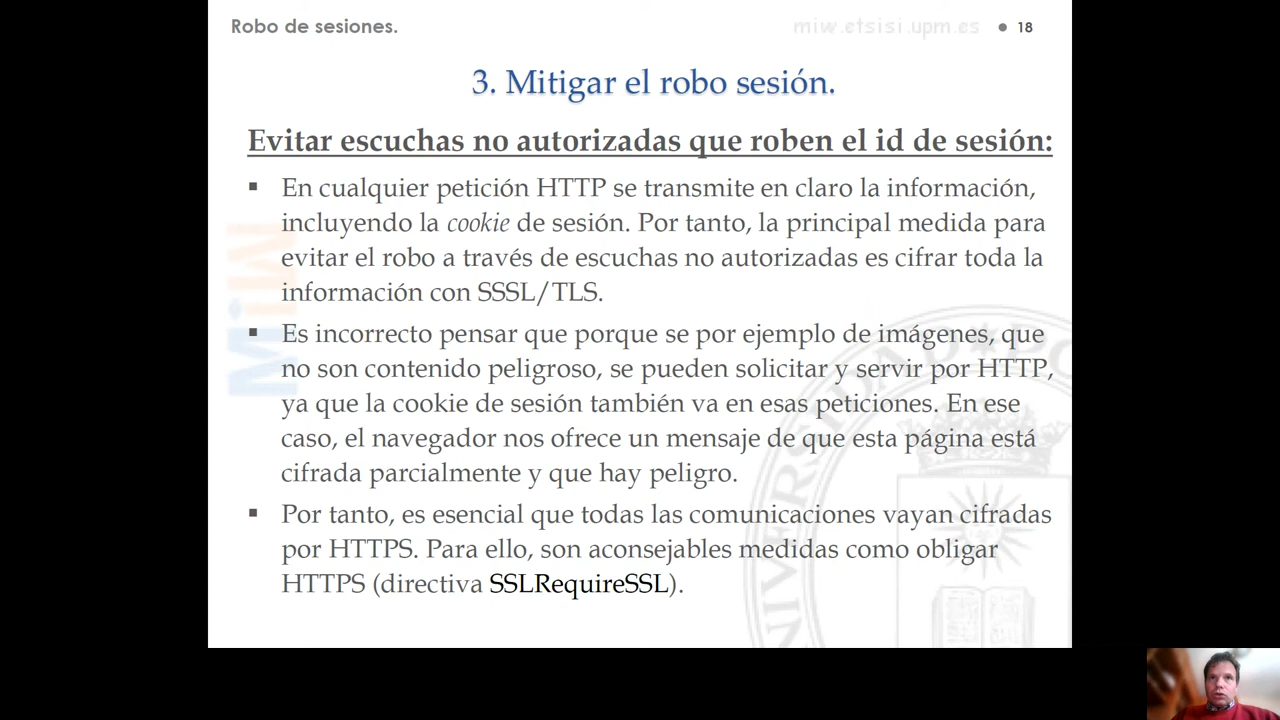 Robo de sesiones.
miw.etsisi.upm.es
18
3. Mitigar el robo sesión.
Evitar escuchas no autorizadas que roben el id de sesión:
▪ En cualquier petición HTTP se transmite en claro la información,
incluyendo la cookie de sesión. Por tanto, la principal medida para
evitar el robo a través de escuchas no autorizadas es cifrar toda la
información con SSSL/TLS.
▪ Es incorrecto pensar que porque se por ejemplo de imágenes, que
no son contenido peligroso, se pueden solicitar y servir por HTTP,
ya que la cookie de sesión también va en esas peticiones. En ese
caso, el navegador nos ofrece un mensaje de que esta página está
cifrada parcialmente y que hay peligro.
▪ Por tanto, es esencial que todas las comunicaciones vayan cifradas
por HTTPS. Para ello, son aconsejables medidas como obligar
HTTPS (directiva SSLRequireSSL).
MiW
UNIVERSIDAD PO